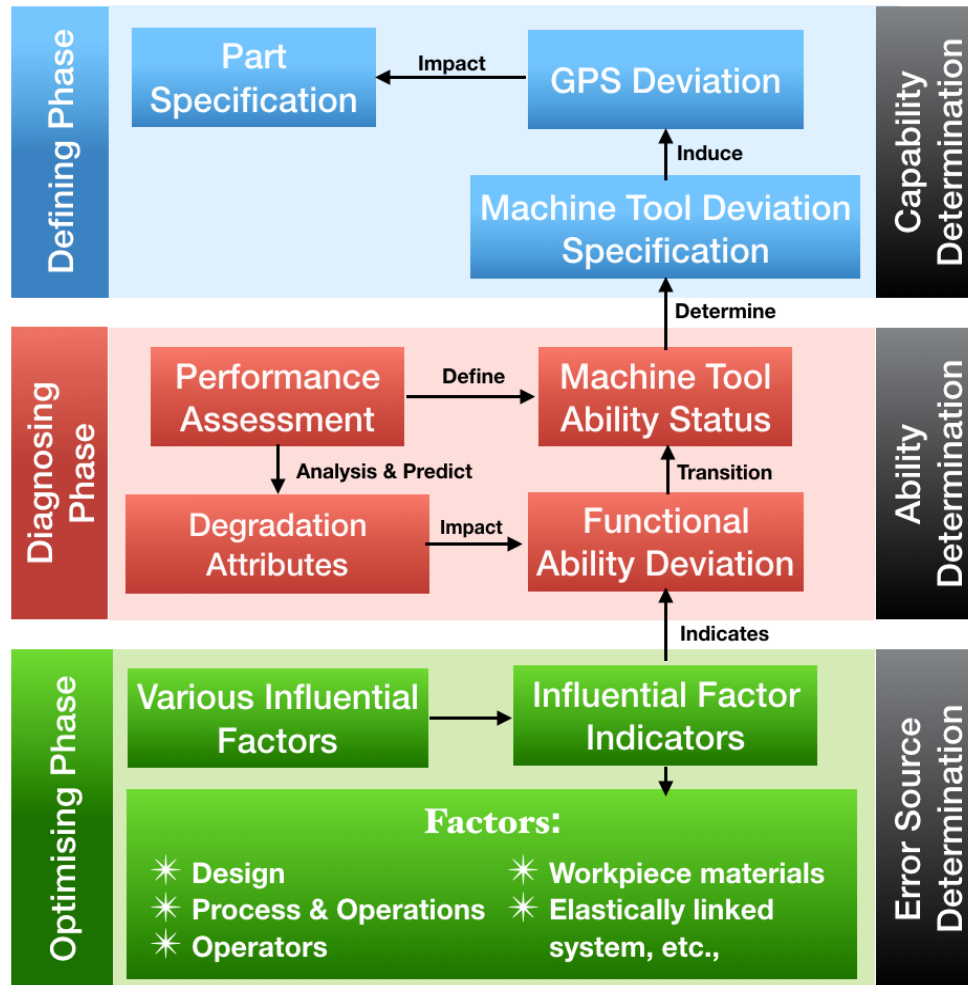 Defining Phase
Part
Specification
Impact
GPS Deviation
Induce
Machine Tool Deviation
Specification
Capability
Determination
Determine
Diagnosing
Phase
Performance
Assessment
Define
Machine Tool
Ability Status
Analysis & Predict
Transition
Degradation
Attributes
Impact
Functional
Ability Deviation
Ability
Determination
Indicates
Optimising Phase
Various Influential
Factors
Influential Factor
Indicators
Factors:
Design
Process & Operations
Operators
Workpiece materials
Elastically linked
system, etc.,
Error Source
Determination